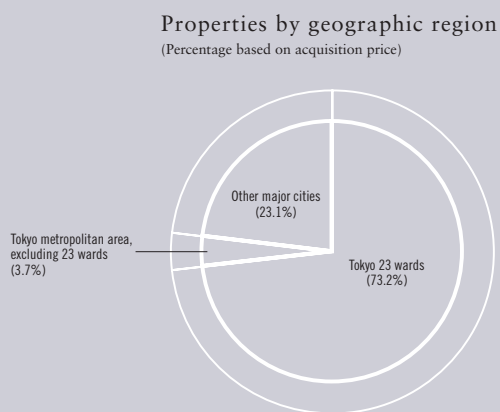 Properties by geographic region
(Percentage based on acquisition price)
Other major cities
(23.1%)
Tokyo metropolitan area,
excluding 23 wards
(3.7%)
Tokyo 23 wards
(73.2%)